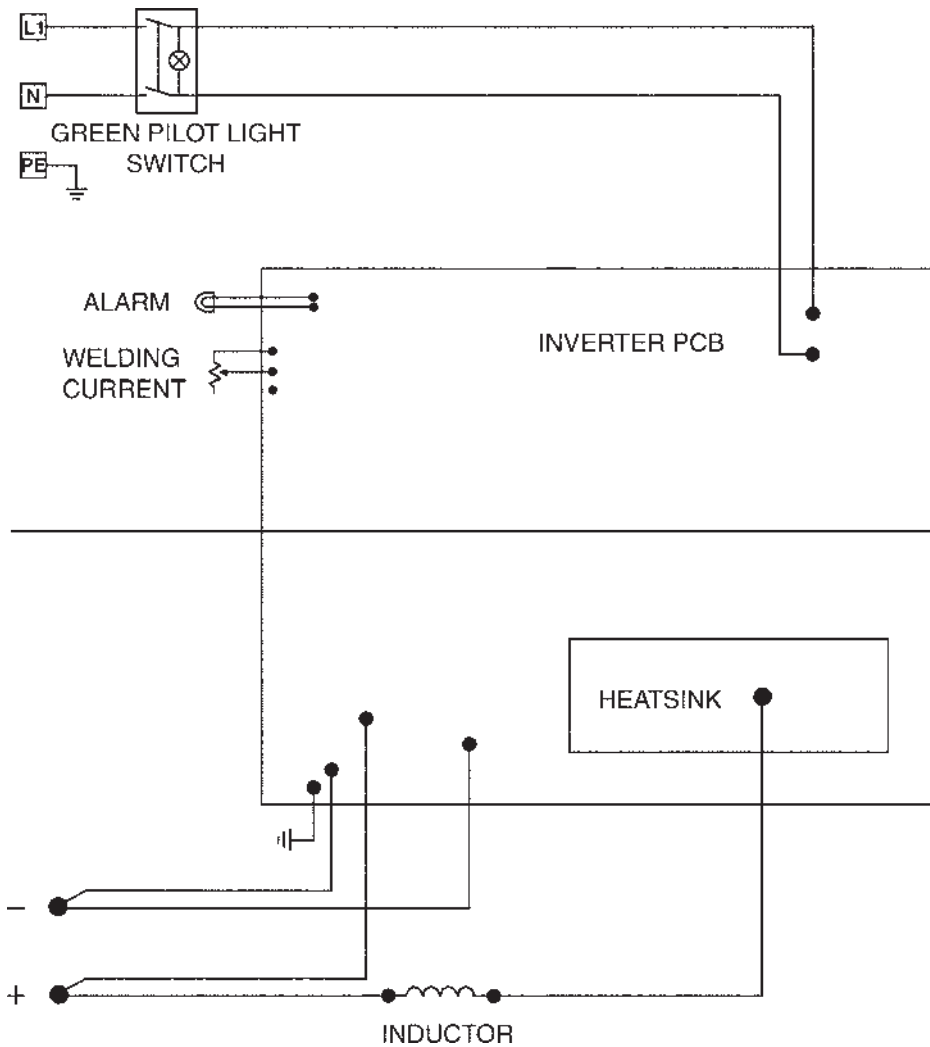 L1
N
GREEN PILOT LIGHT
SWITCH
PE
ALARM
WELDING
CURRENT
INVERTER PCB
HEATSINK
−
+
INDUCTOR